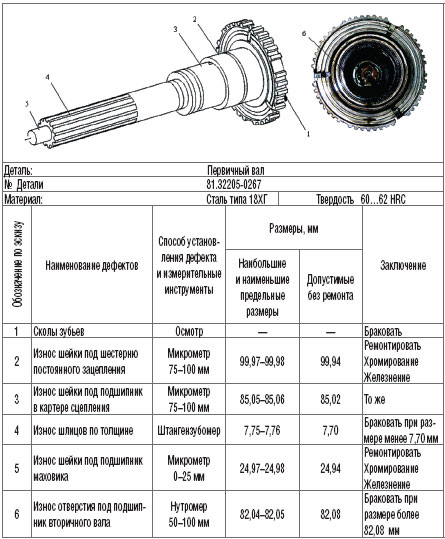 3
2
4
5
1
6
Деталь: Первичный вал
№ Детали 81.32205-0267
Материал: Сталь типа 18ХГ Твердость 60...62 HRC
Обозначение по эскизу
Наименование дефектов
Способ установ-
ления дефекта
и измерительные
инструменты
Размеры, мм
Наибольшие
и наименьшие
предельные
размеры
Допустимые
без ремонта
Заключение
1 Сколы зубьев Осмотр — — Браковать
2 Износ шейки под шестерню
постоянного зацепления
Микрометр
75–100 мм
99,97–99,98 99,94
Ремонтировать
Хромирование
Железнение
3 Износ шейки под подшипник
в картере сцепления
Микрометр
75–100 мм
85,05–85,06 85,02 То же
4 Износ шлицов по толщине Штангензубомер 7,75–7,76 7,70
Браковать при раз-
мере менее 7,70 мм
5 Износ шейки под подшипник
маховика
Микрометр
0–25 мм
24,97–24,98 24,94
Ремонтировать
Хромирование
Железнение
6 Износ отверстия под подшип-
ник вторичного вала
Нутромер
50–100 мм
82,04–82,05 82,08
Браковать при
размере более
82,08 мм